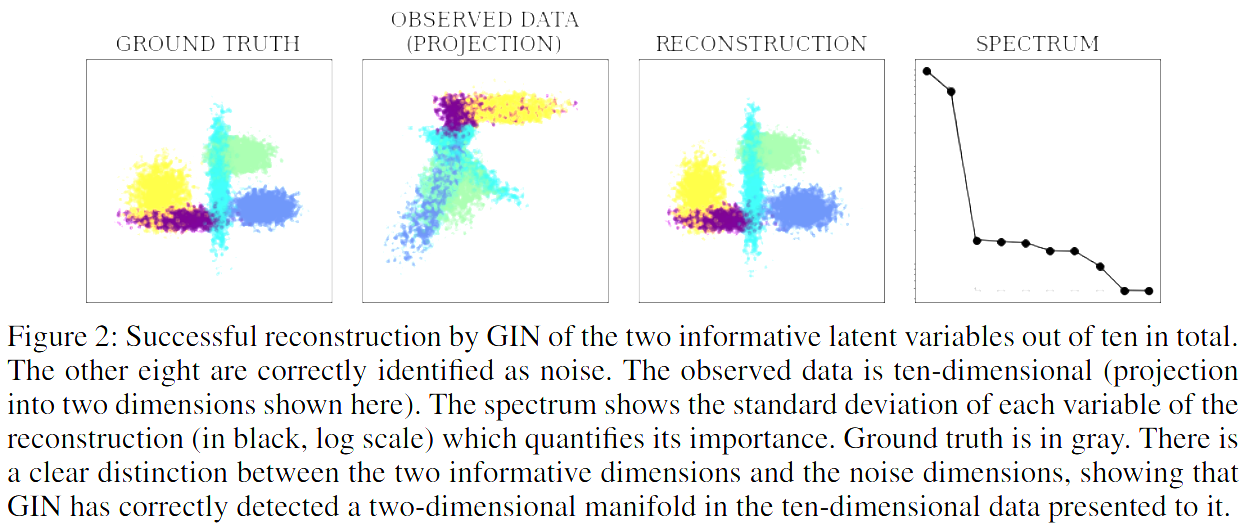 GROUND TRUTH
OBSERVED DATA
(PROJECTION)
RECONSTRUCTION
SPECTRUM
Figure 2: Successful reconstruction by GIN of the two informative latent variables out of ten in total.
The other eight are correctly identified as noise. The observed data is ten-dimensional (projection
into two dimensions shown here). The spectrum shows the standard deviation of each variable of the
reconstruction (in black, log scale) which quantifies its importance. Ground truth is in gray. There is
a clear distinction between the two informative dimensions and the noise dimensions, showing that
GIN has correctly detected a two-dimensional manifold in the ten-dimensional data presented to it.